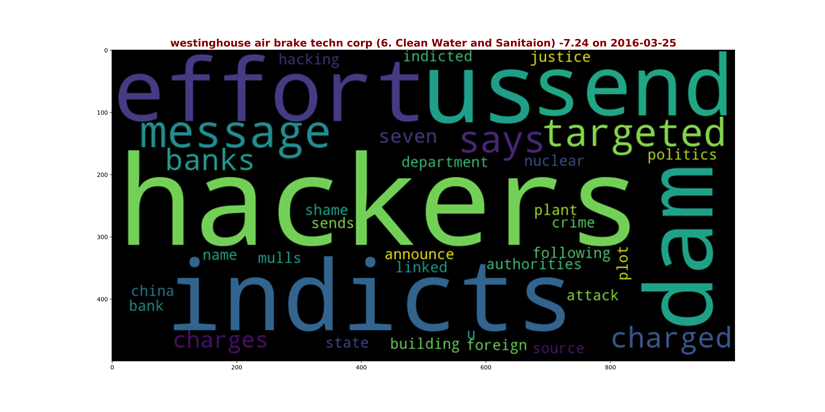 westinghouse air brake techn corp (6. Clean Water and Sanitaion) -7.24 on 2016-03-25
hacking indicted justice
effort us send
message seven says targeted
banks department nuclear politics
hackers dam
shame plant
sends crime
name mulls announce following plot
linked authorities
indicts
china attack
bank
charges state building u foreign source charged
0
100
200
300
400
0 200 400 600 800